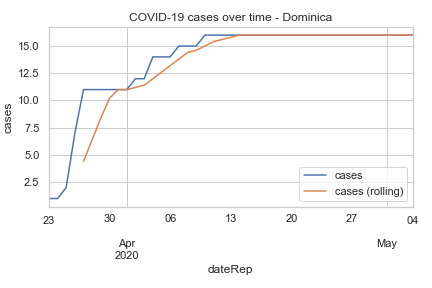 COVID-19 cases over time - Dominica
cases
15.0
12.5
10.0
7.5
5.0
2.5
cases
cases (rolling)
23 30 06 13 20 27 04
Apr May
2020
dateRep